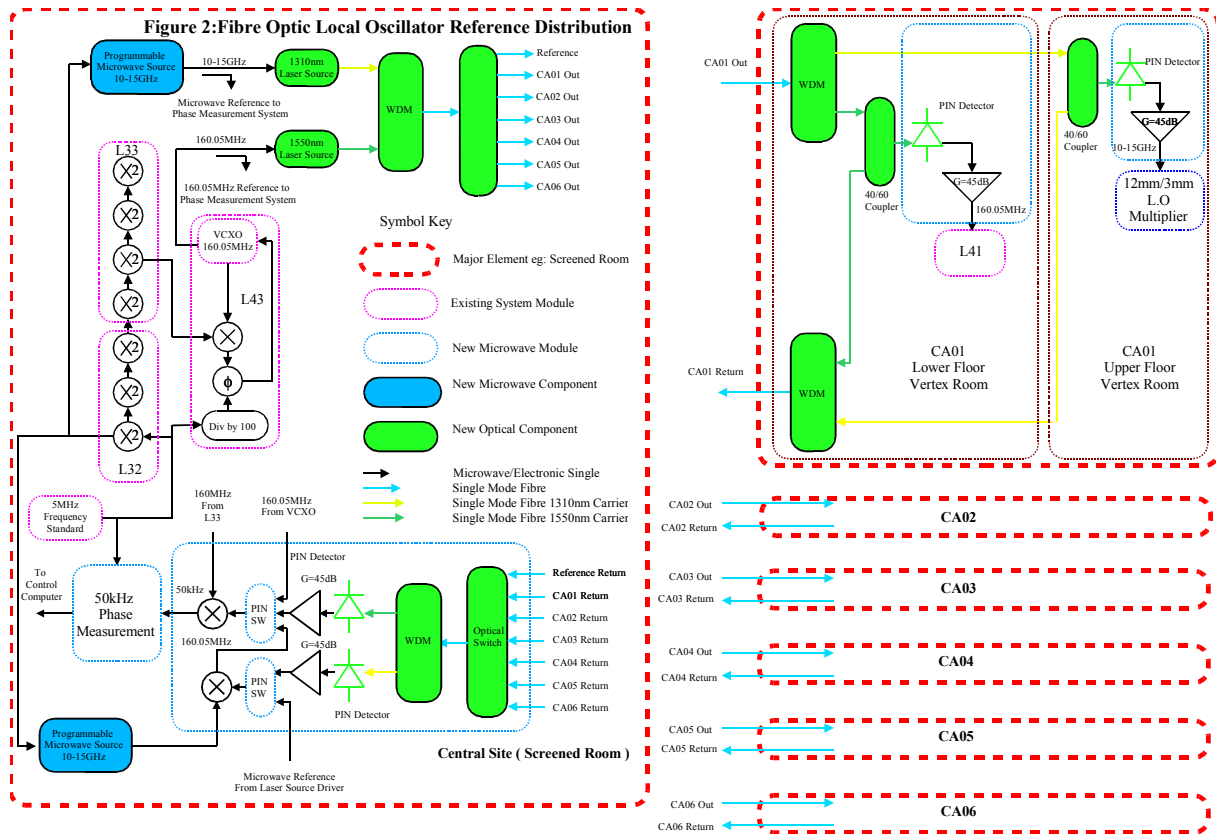 Figure 2:Fibre Optic Local Oscillator Reference Distribution
Programmable
Microwave Source
10-15GHz
10-15GHz
Microwave Reference to
Phase Measurement System
1310nm
Laser Source
160.05MHz
160.05MHz Reference to
Phase Measurement System
1550nm
Laser Source
WDM
Reference
CA01 Out
CA02 Out
CA03 Out
CA04 Out
CA05 Out
CA06 Out
L33
X2
X2
X2
X2
X2
X2
X2
L32
VCXO
160.05MHz
L43
X
ϕ
Div by 100
Symbol Key
Major Element eg: Screened Room
Existing System Module
New Microwave Module
New Microwave Component
New Optical Component
Microwave/Electronic Single
Single Mode Fibre
Single Mode Fibre 1310nm Carrier
Single Mode Fibre 1550nm Carrier
5MHz
Frequency
Standard
To
Control
Computer
50kHz
Phase
Measurement
160MHz
From
L33
160.05MHz
From VCXO
50kHz
X
160.05MHz
X
PIN
SW
PIN
SW
PIN Detector
G=45dB
G=45dB
PIN Detector
WDM
Optical
Switch
Reference Return
CA01 Return
CA02 Return
CA03 Return
CA04 Return
CA05 Return
CA06 Return
Programmable
Microwave Source
10-15GHz
Microwave Reference
From Laser Source Driver
Central Site ( Screened Room )
CA01 Out
WDM
40/60
Coupler
PIN Detector
G=45dB
160.05MHz
L41
40/60
Coupler
PIN Detector
G=45dB
10-15GHz
12mm/3mm
L.O
Multiplier
CA01 Return
WDM
CA01
Lower Floor
Vertex Room
CA01
Upper Floor
Vertex Room
CA02 Out
CA02 Return
CA02
CA03 Out
CA03 Return
CA03
CA04 Out
CA04 Return
CA04
CA05 Out
CA05 Return
CA05
CA06 Out
CA06 Return
CA06